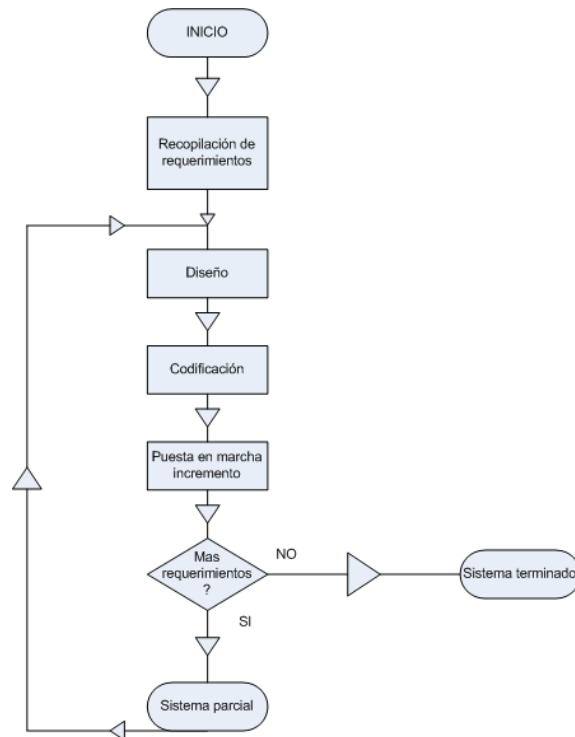 INICIO
Recopilación de
requerimientos
Diseño
Codificación
Puesta en marcha
incremento
Mas
requerimientos
?
NO
Sistema terminado
SI
Sistema parcial